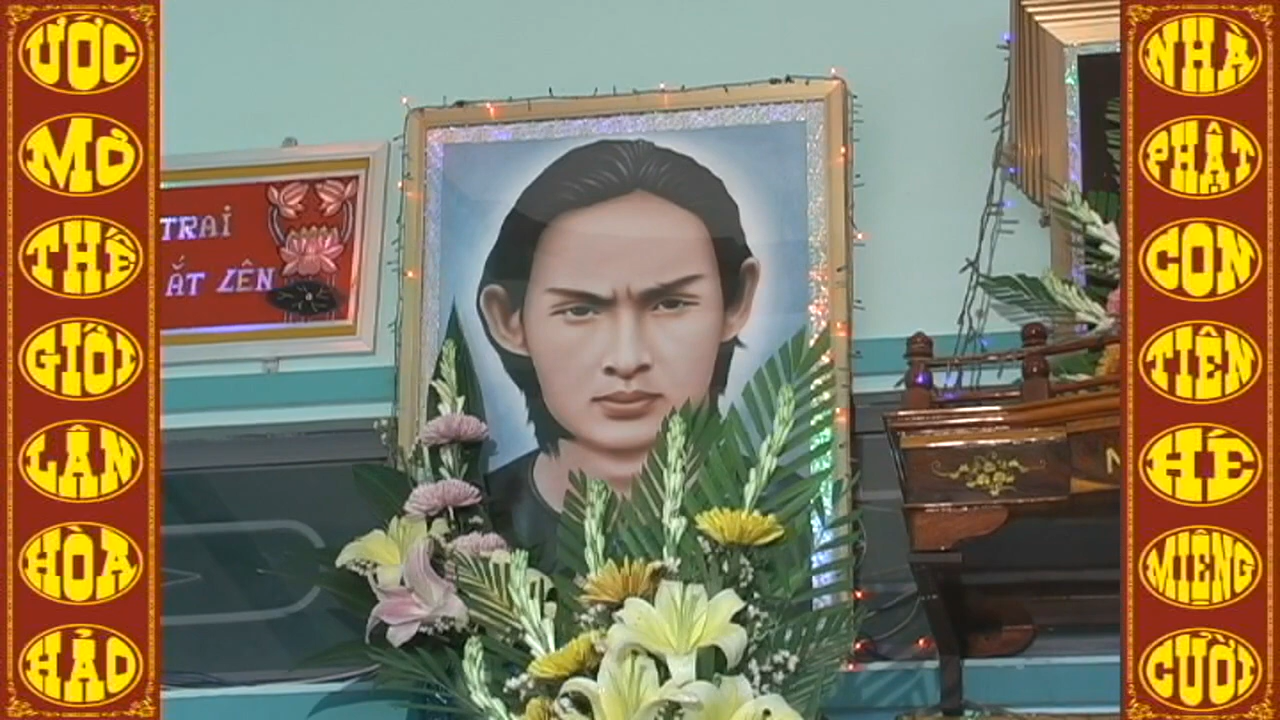 ƯỚC
MƠ
THẾ
GIỚI
LÂN
HÒA
HẢO
TRAI
ẮT LÊN
NHÀ
PHẬT
CON
TIÊN
HÉ
MIỆNG
CƯỜI
N